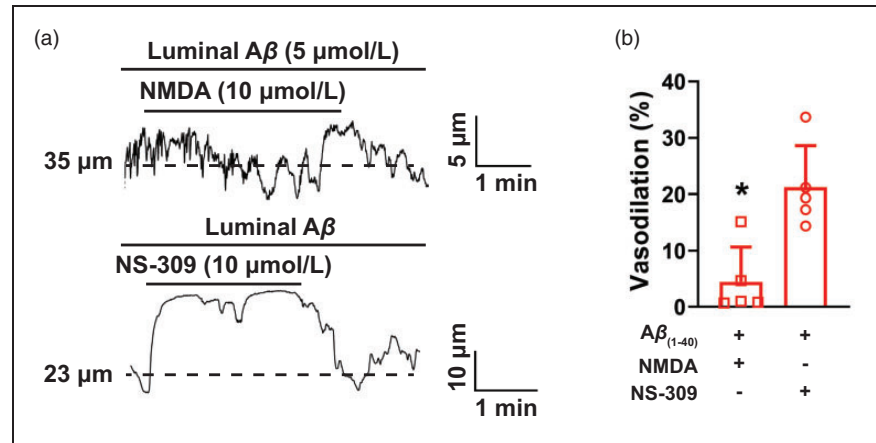 (a)
Luminal Aβ (5 µmol/L)
NMDA (10 µmol/L)
35 µm
5 µm
1 min
Luminal Aβ
NS-309 (10 µmol/L)
23 µm
10 µm
1 min
(b)
Vasodilation (%)
40
30
20
10
0
*
Aβ(1-40) + +
NMDA + -
NS-309 - +